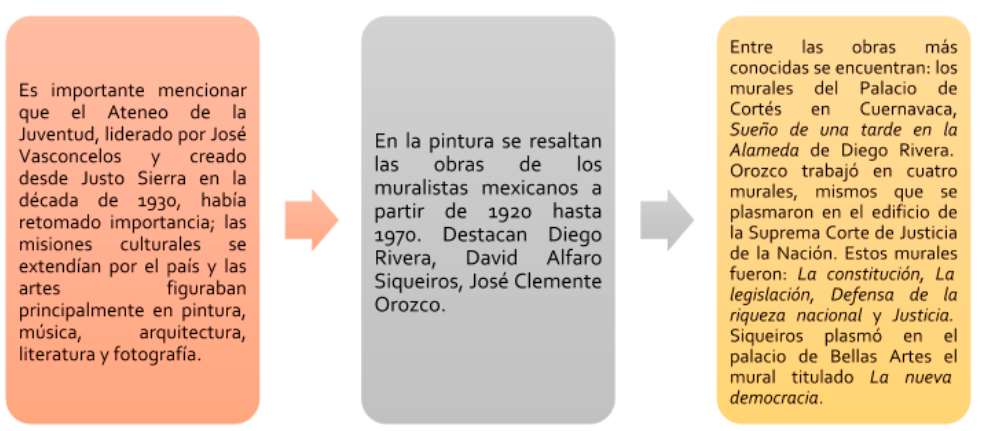 Es importante mencionar
que el Ateneo de la
Juventud, liderado por José
Vasconcelos y creado
desde Justo Sierra en la
década de 1930, había
retomado importancia; las
misiones culturales se
extendían por el país y las
artes figuraban
principalmente en pintura,
música, arquitectura,
literatura y fotografía.
En la pintura se resaltan
las obras de los
muralistas mexicanos a
partir de 1920 hasta
1970. Destacan Diego
Rivera, David Alfaro
Siqueiros, José Clemente
Orozco.
Entre las obras más
conocidas se encuentran: los
murales del Palacio de
Cortés en Cuernavaca,
Sueño de una tarde en la
Alameda de Diego Rivera.
Orozco trabajó en cuatro
murales, mismos que se
plasmaron en el edificio de
la Suprema Corte de Justicia
de la Nación. Estos murales
fueron: La constitución, La
legislación, Defensa de la
riqueza nacional y Justicia.
Siqueiros plasmó en el
palacio de Bellas Artes el
mural titulado La nueva
democracia.